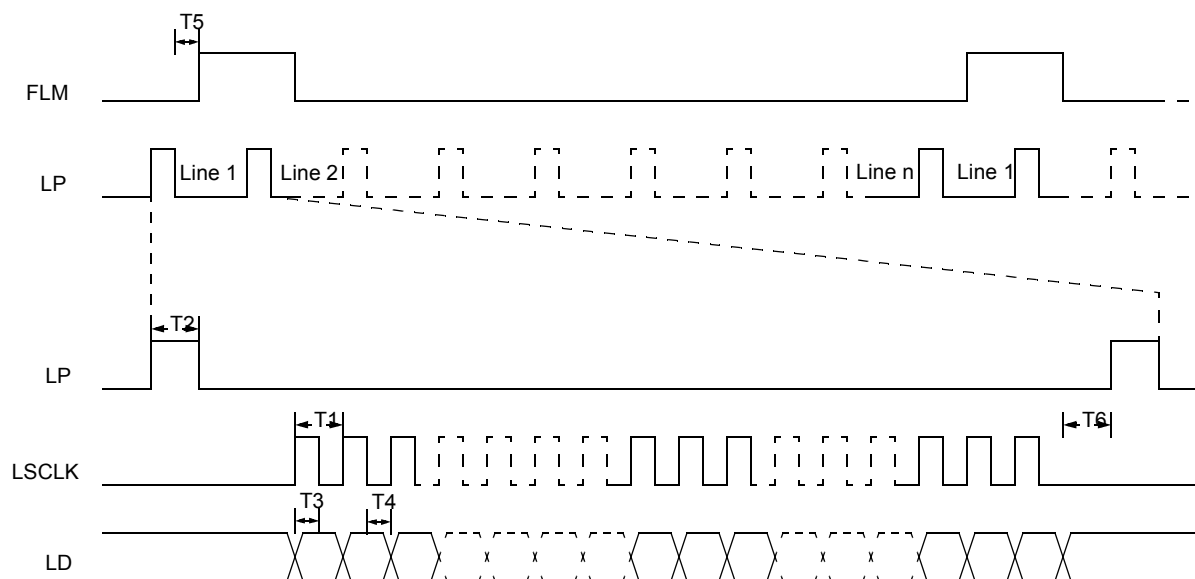 T5
FLM
LP
Line 1
Line 2
Line n
Line 1
T2
LP
T1
T6
LSCLK
T3
T4
LD